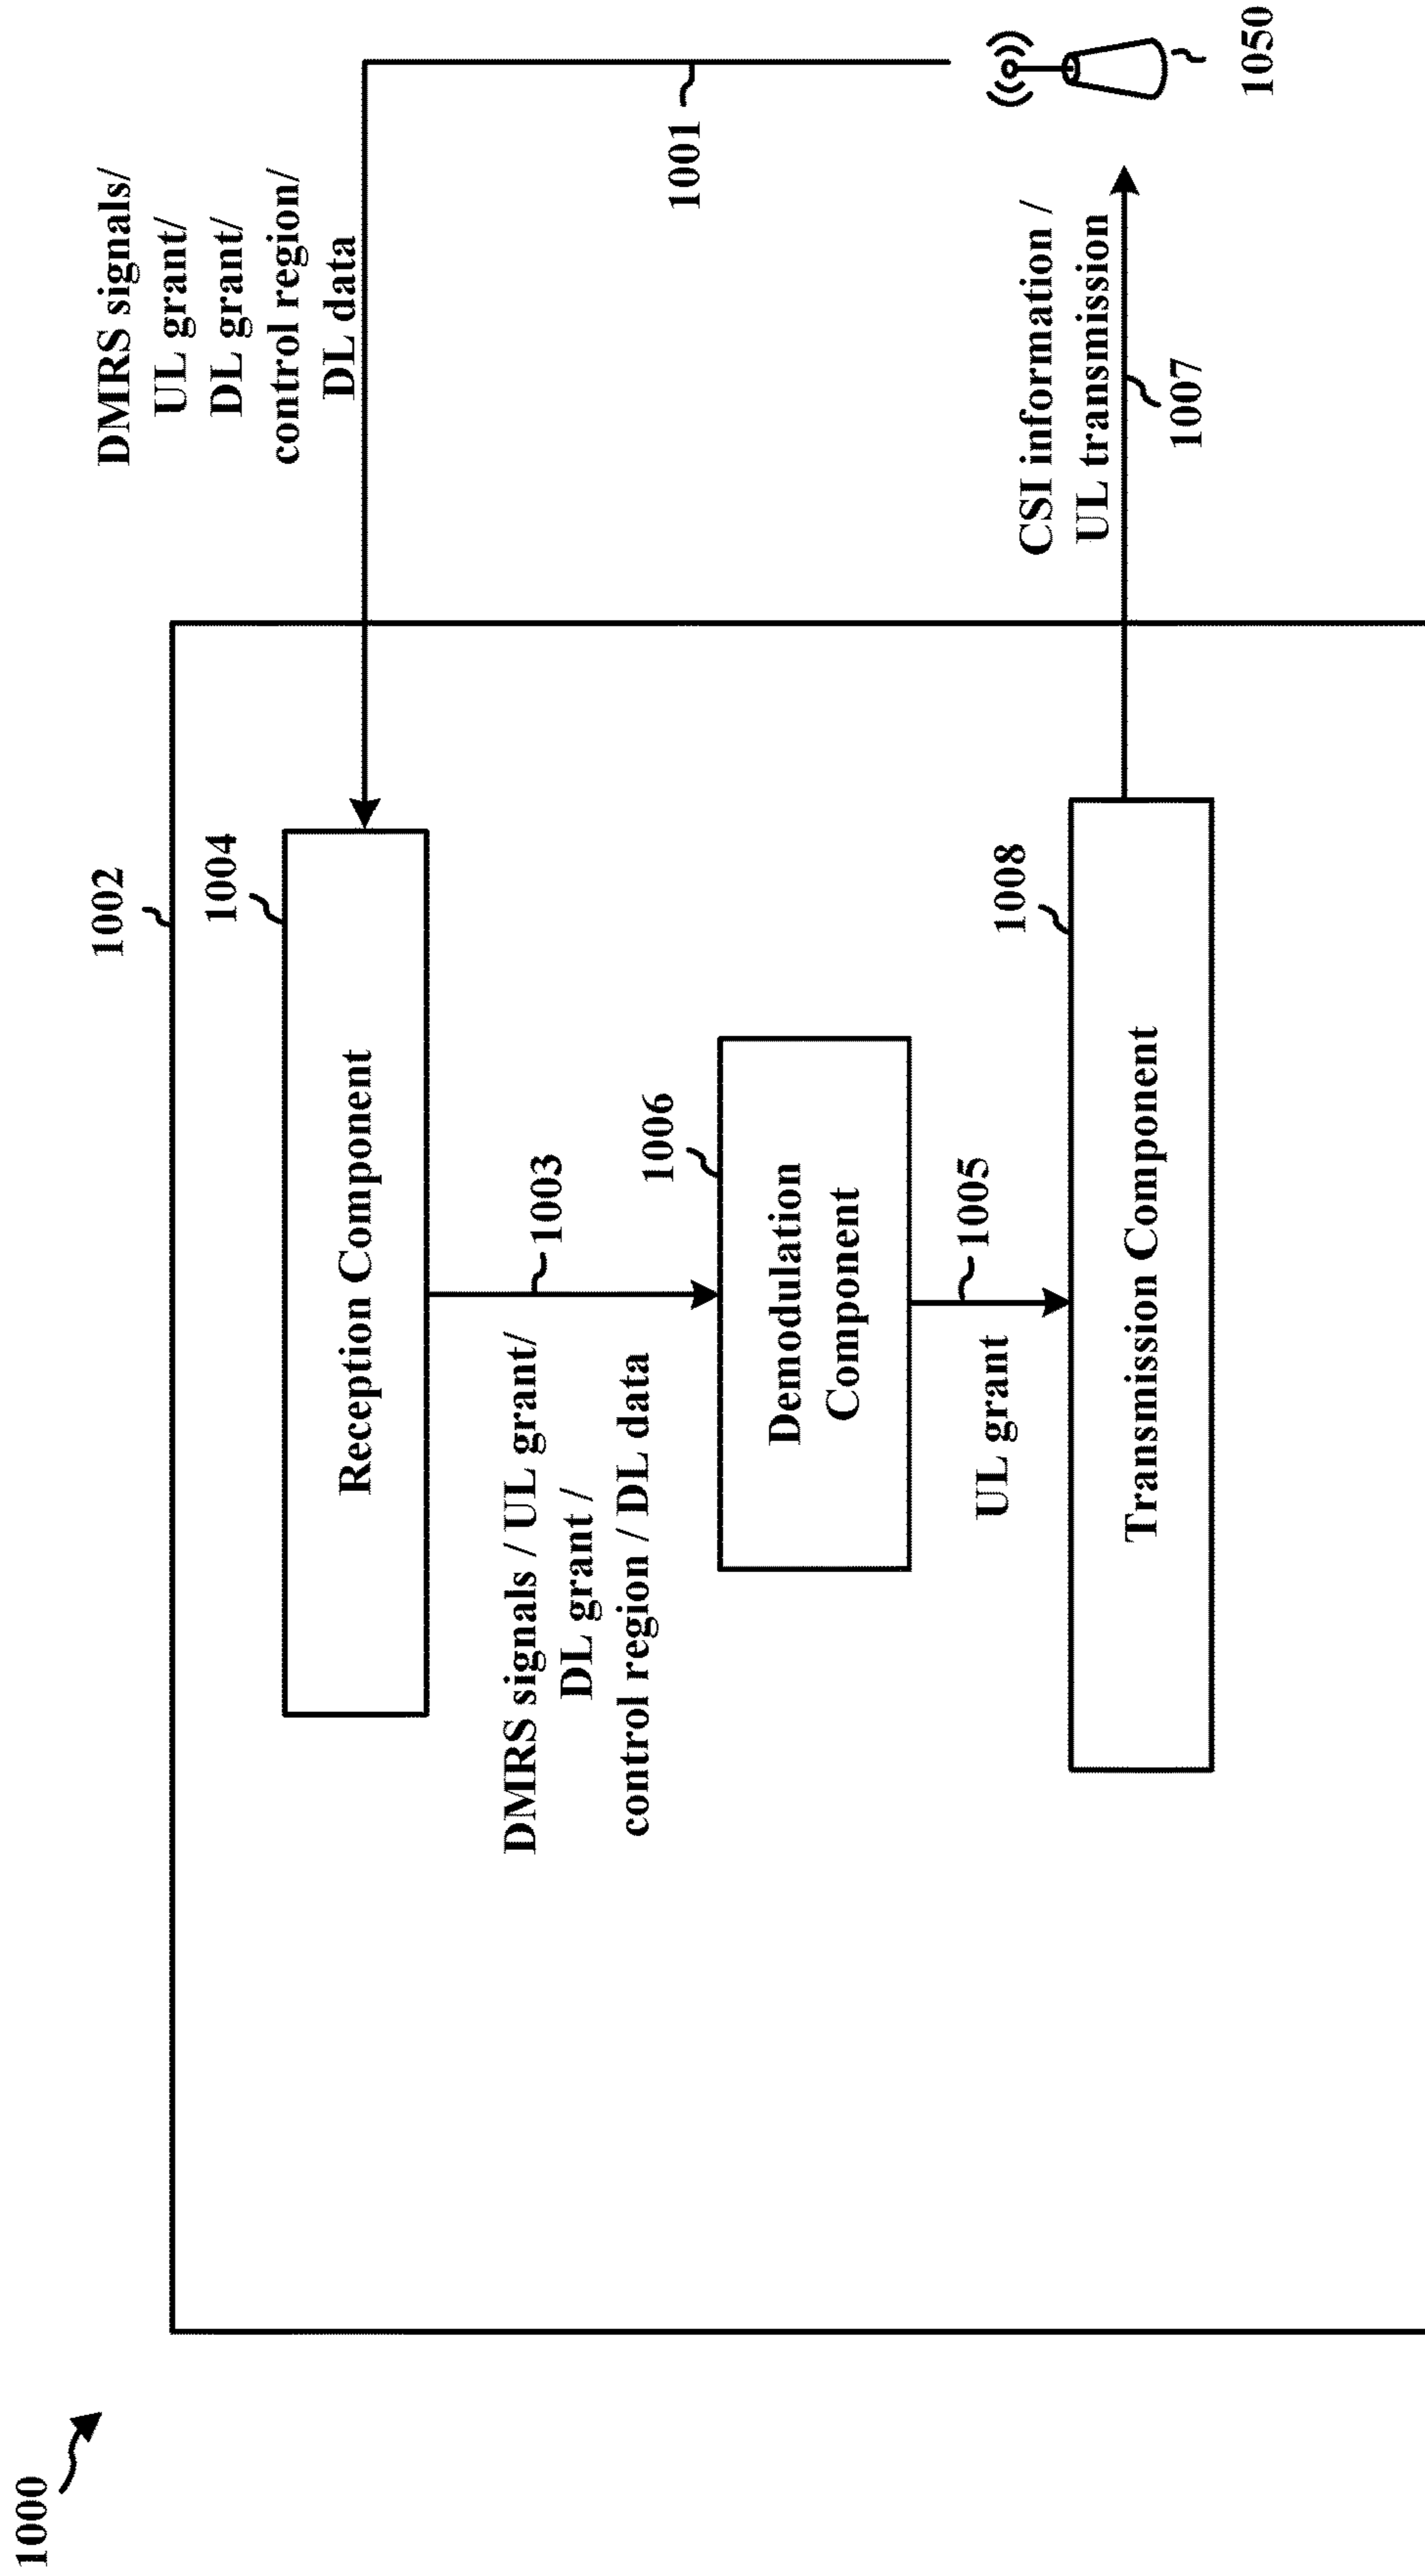 1000
1002
1004
Reception Component
DMRS signals/
UL grant/
DL grant/
control region/
DL data
1001
1003
DMRS signals / UL grant/
DL grant /
control region / DL data
1006
Demodulation
Component
1005
UL grant
1008
Transmission Component
CSI information /
UL transmission
1007
1050